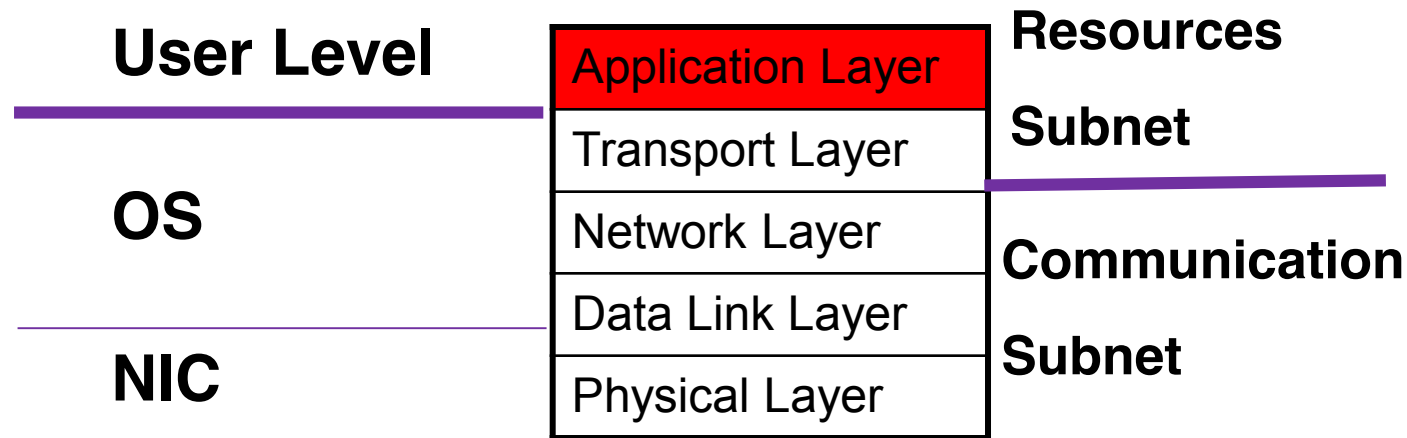 User Level
OS
NIC
Application Layer
Transport Layer
Network Layer
Data Link Layer
Physical Layer
Resources
Subnet
Communication
Subnet